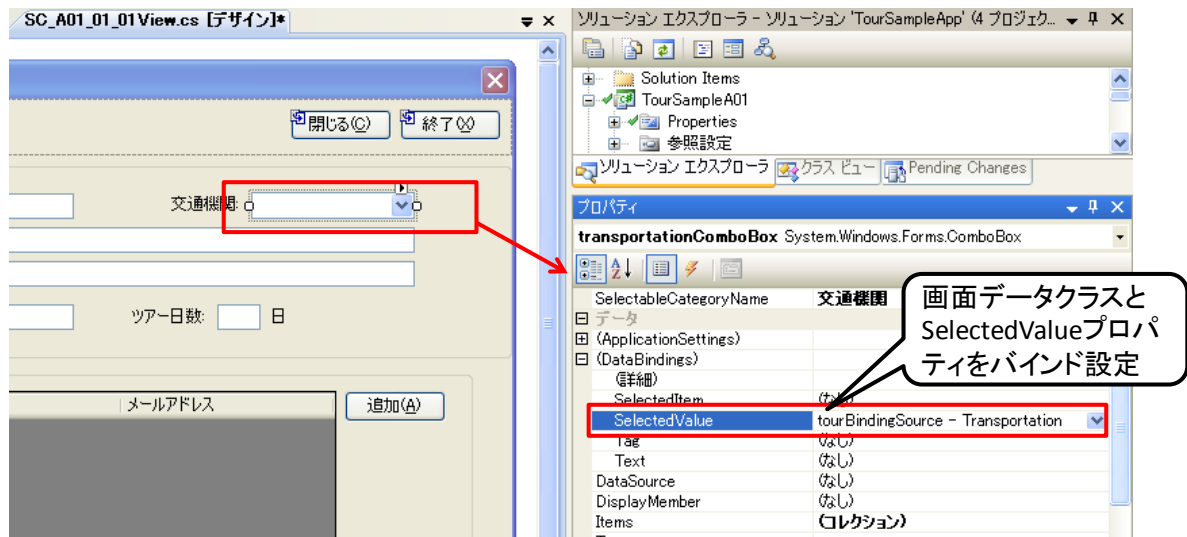 SC_A01_01_01View.cs [デザイン]*
ソリューション エクスプローラ - ソリューション 'TourSampleApp' (4 プロジェク...
Solution Items
TourSampleA01
Properties
参照設定
ソリューション エクスプローラ
クラス ビュー
Pending Changes
閉じる(C)
終了(X)
交通機関:
ツアー日数:
日
メールアドレス
追加(A)
プロパティ
transportationComboBox System.Windows.Forms.ComboBox
SelectableCategoryName 交通機関
データ
(ApplicationSettings)
(DataBindings)
(詳細)
SelectedItem (なし)
SelectedValue tourBindingSource - Transportation
Tag (なし)
Text (なし)
DataSource (なし)
DisplayMember (なし)
Items (コレクション)
画面データクラスと
SelectedValueプロパ
ティをバインド設定